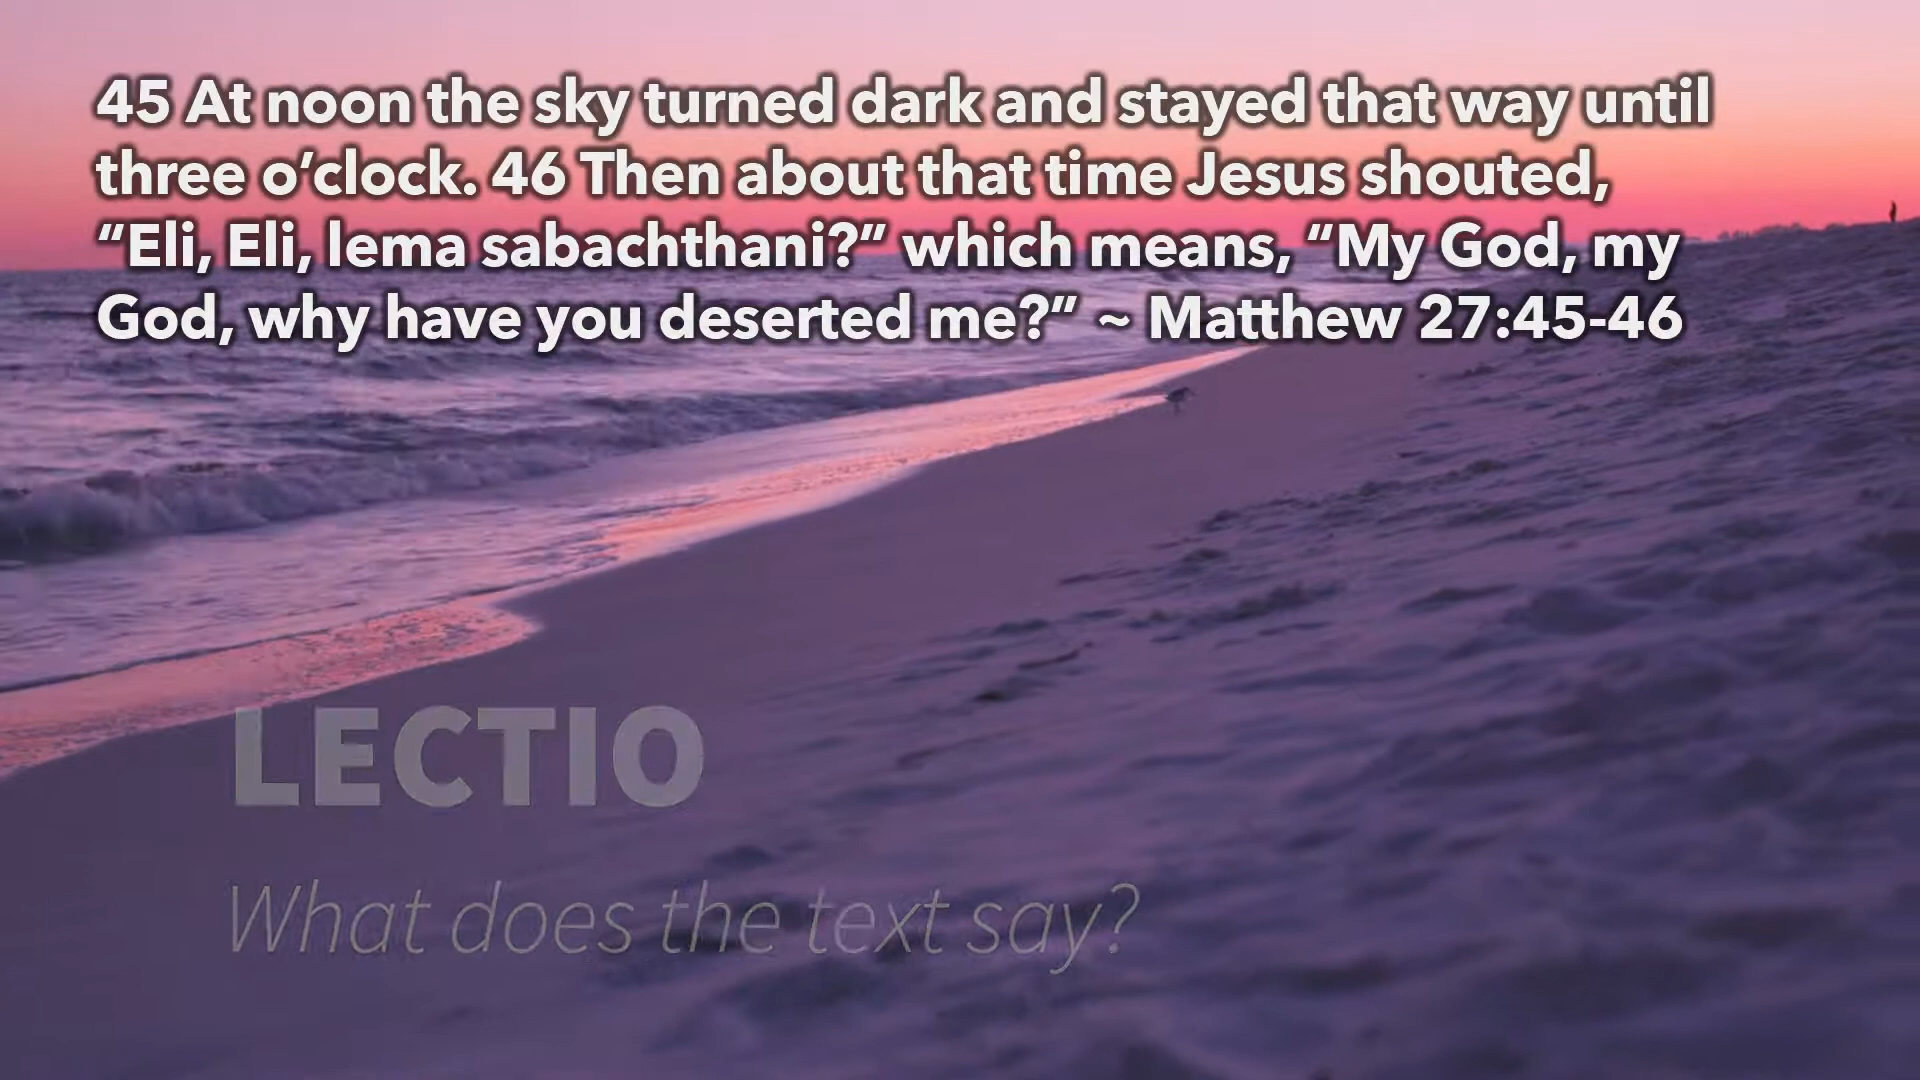 45 At noon the sky turned dark and stayed that way until
three o’clock. 46 Then about that time Jesus shouted,
“Eli, Eli, lema sabachthani?” which means, “My God, my
God, why have you deserted me?” ~ Matthew 27:45-46
LECTIO
What does the text say?